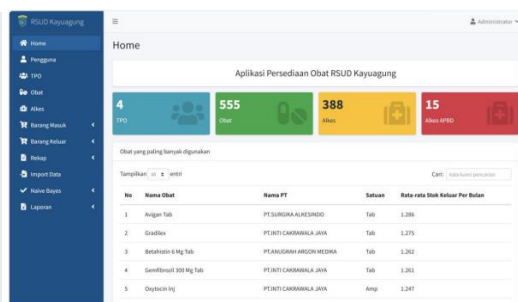 RSUD Kayuagung
Administrator
Home
Pengguna
TPO
Obat
Alkes
Barang Masuk
Barang Keluar
Rekap
Import Data
Naive Bayes
Laporan
Home
Aplikasi Persediaan Obat RSUD Kayuagung
4
TPO
555
Obat
388
Alkes
15
Alkes APBD
Obat yang paling banyak digunakan
Tampilkan 10 entri
Cari: kata kunci pencarian
No Nama Obat Nama PT Satuan Rata-rata Stok Keluar Per Bulan
1 Avigan Tab PT.SURGIKA ALKESINDO Tab 1.286
2 Gradilex PT.INTI CAKRAWALA JAYA Tab 1.275
3 Betahistin 6 Mg Tab PT.ANUGRAH ARGON MEDIKA Tab 1.262
4 Gemfibrozil 300 Mg Tab PT.INTI CAKRAWALA JAYA Tab 1.261
5 Oxytocin Inj PT.INTI CAKRAWALA JAYA Amp 1.247